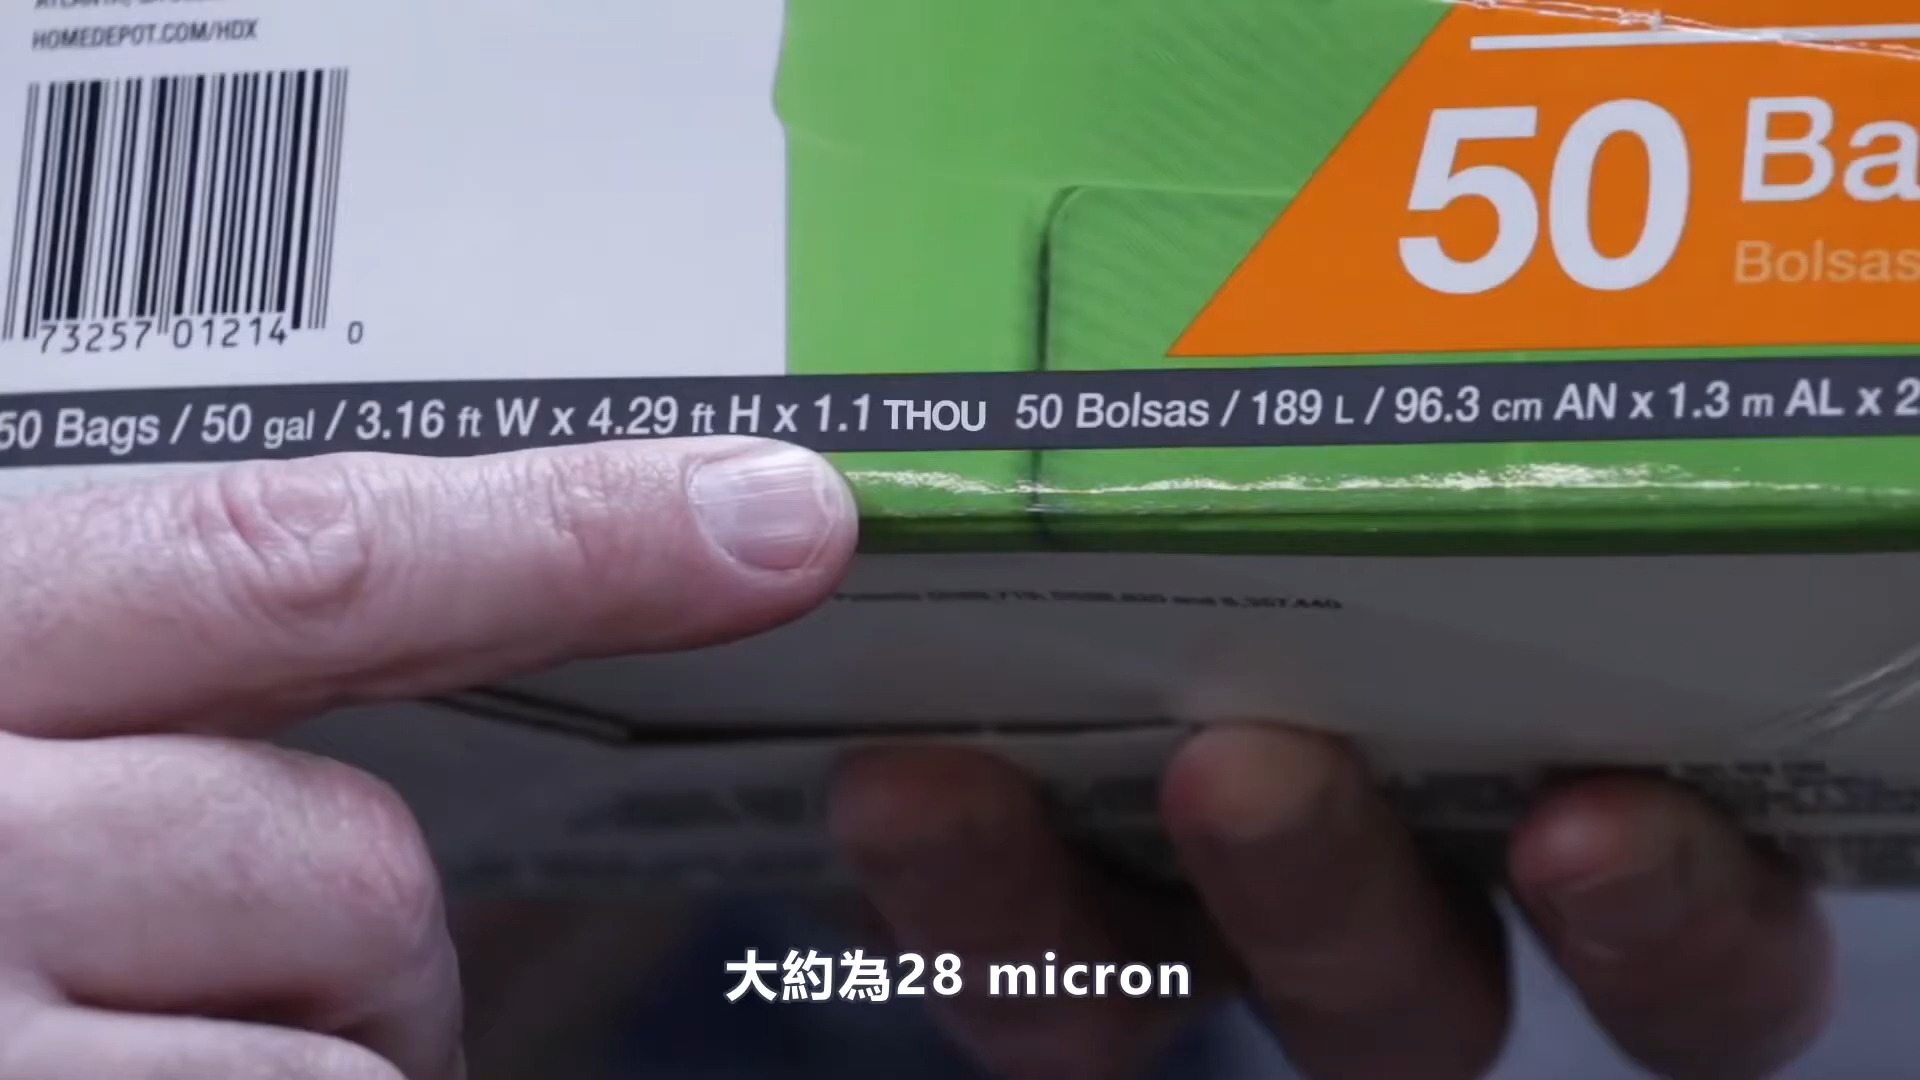 HOMEDEPOT.COM/HDX
73257 01214 0
50 Ba
Bolsas
50 Bags / 50 gal / 3.16 ft W x 4.29 ft H x 1.1 THOU 50 Bolsas / 189 L / 96.3 cm AN x 1.3 m AL x 2
大約為28 micron